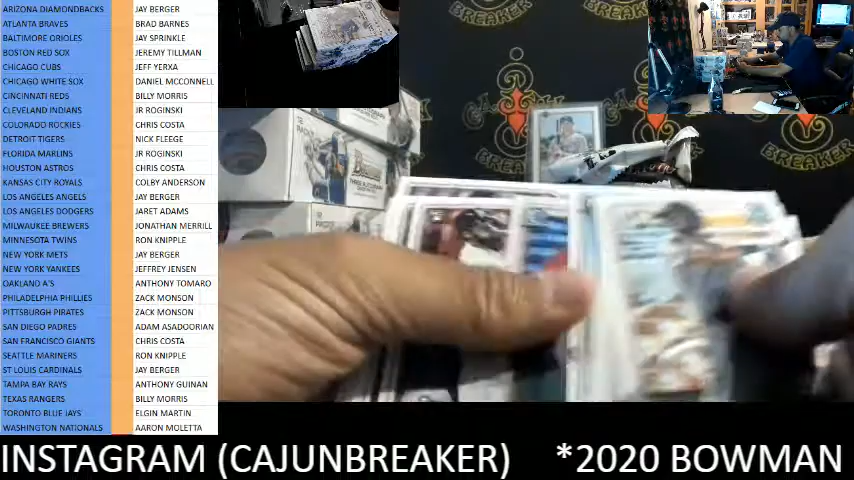 ARIZONA DIAMONDBACKS JAY BERGER
ATLANTA BRAVES BRAD BARNES
BALTIMORE ORIOLES JAY SPRINKLE
BOSTON RED SOX JEREMY TILLMAN
CHICAGO CUBS JEFF YERXA
CHICAGO WHITE SOX DANIEL MCCONNELL
CINCINNATI REDS BILLY MORRIS
CLEVELAND INDIANS JR ROGINSKI
COLORADO ROCKIES CHRIS COSTA
DETROIT TIGERS NICK FLEEGE
FLORIDA MARLINS JR ROGINSKI
HOUSTON ASTROS CHRIS COSTA
KANSAS CITY ROYALS COLBY ANDERSON
LOS ANGELES ANGELS JAY BERGER
LOS ANGELES DODGERS JARET ADAMS
MILWAUKEE BREWERS JONATHAN MERRILL
MINNESOTA TWINS RON KNIPPLE
NEW YORK METS JAY BERGER
NEW YORK YANKEES JEFFREY JENSEN
OAKLAND A'S ANTHONY TOMARO
PHILADELPHIA PHILLIES ZACK MONSON
PITTSBURGH PIRATES ZACK MONSON
SAN DIEGO PADRES ADAM ASADOORIAN
SAN FRANCISCO GIANTS CHRIS COSTA
SEATTLE MARINERS RON KNIPPLE
ST LOUIS CARDINALS JAY BERGER
TAMPA BAY RAYS ANTHONY GUINAN
TEXAS RANGERS BILLY MORRIS
TORONTO BLUE JAYS ELGIN MARTIN
WASHINGTON NATIONALS AARON MOLETTA
BREAKER
BREAKER
BREAKER
Bowman
INSTAGRAM (CAJUNBREAKER) *2020 BOWMAN